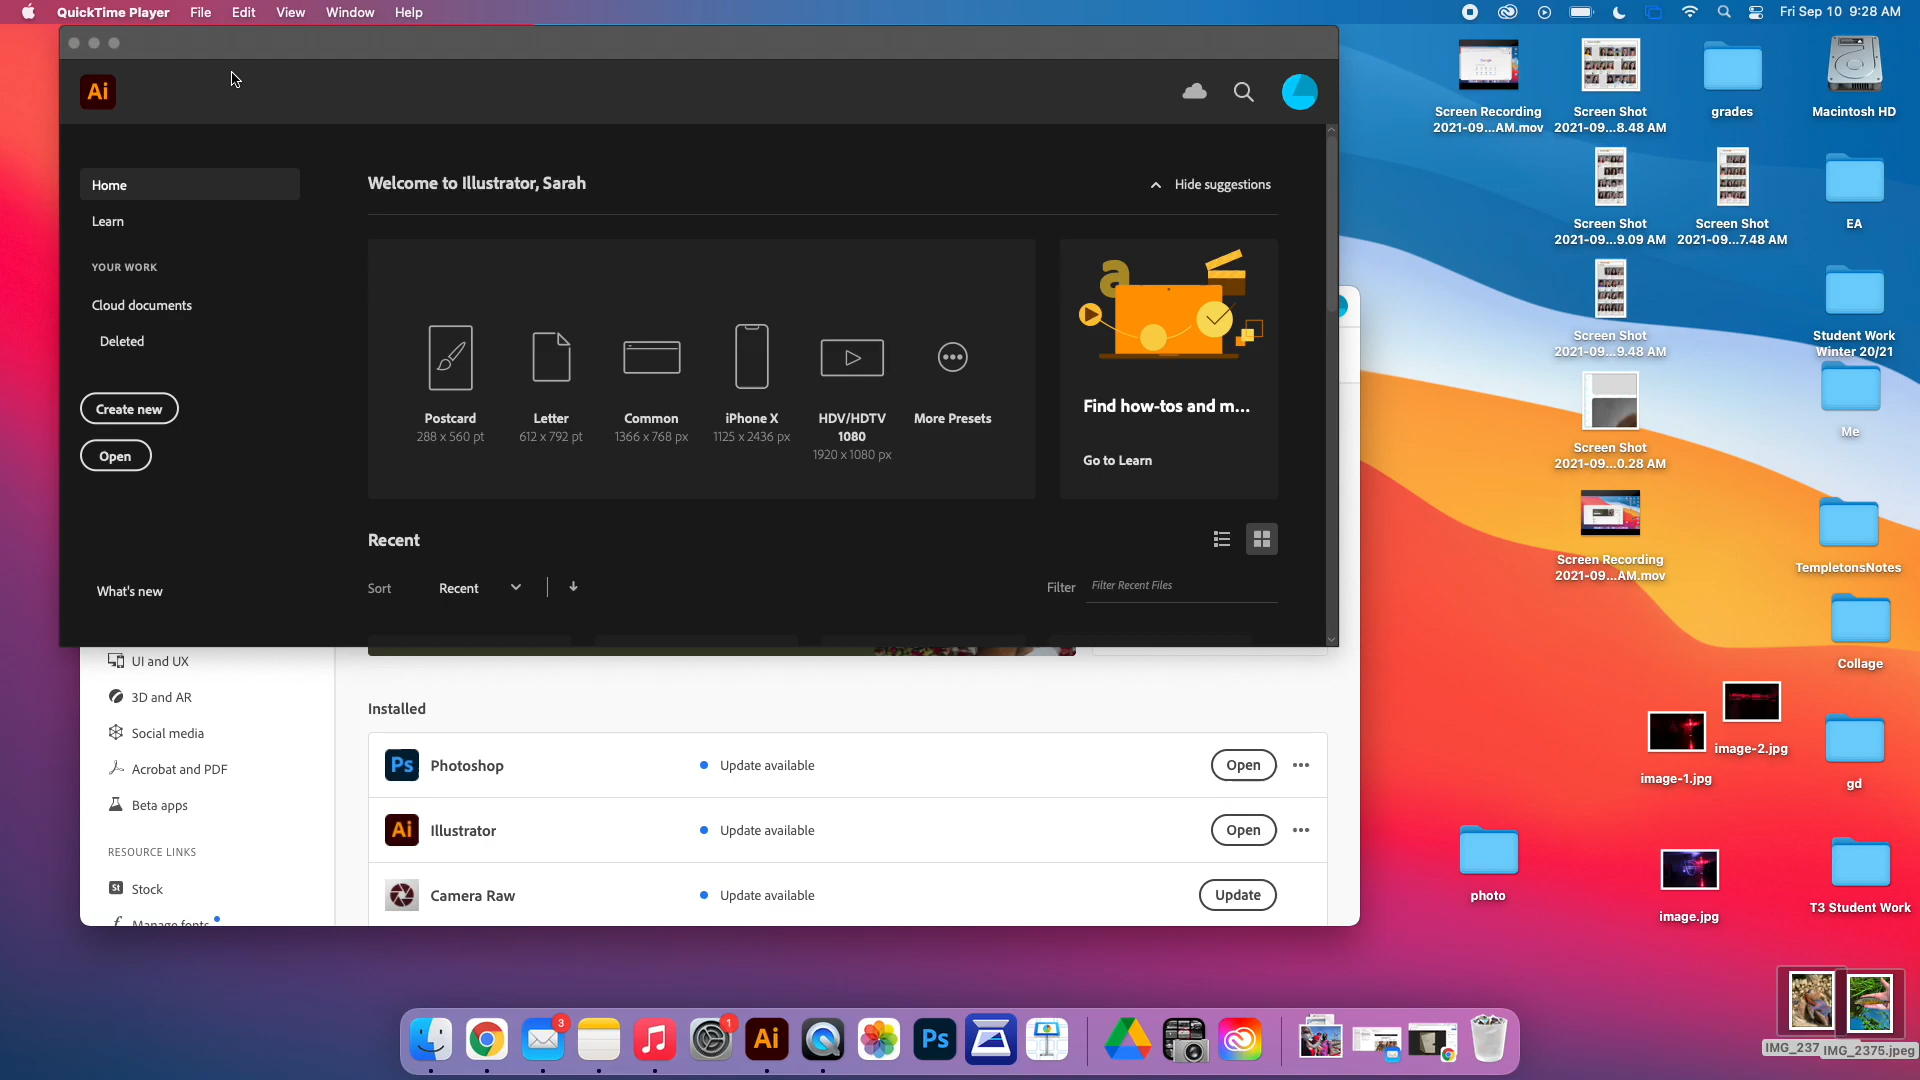 QuickTime Player File Edit View Window Help
Fri Sep 10 9:28 AM
Ai
Home
Learn
YOUR WORK
Cloud documents
Deleted
Create new
Open
What's new
Welcome to Illustrator, Sarah
Hide suggestions
Postcard
288 x 560 pt
Letter
612 x 792 pt
Common
1366 x 768 px
iPhone X
1125 x 2436 px
HDV/HDTV
1080
1920 x 1080 px
More Presets
a
Find how-tos and m...
Go to Learn
Recent
Sort Recent
Filter Filter Recent Files
UI and UX
3D and AR
Social media
Acrobat and PDF
Beta apps
RESOURCE LINKS
St Stock
Manage fonts
Installed
Ps Photoshop Update available Open
Ai Illustrator Update available Open
Camera Raw Update available Update
Screen Recording
2021-09...AM.mov
Screen Shot
2021-09...8.48 AM
grades
Macintosh HD
Screen Shot
2021-09...9.09 AM
Screen Shot
2021-09...7.48 AM
EA
Screen Shot
2021-09...9.48 AM
Student Work
Winter 20/21
Screen Shot
2021-09...0.28 AM
Me
Screen Recording
2021-09...AM.mov
TempletonsNotes
Collage
image-2.jpg
image-1.jpg
gd
photo
image.jpg
T3 Student Work
IMG_237
IMG_2375.jpeg
3
1
Ai
Ps